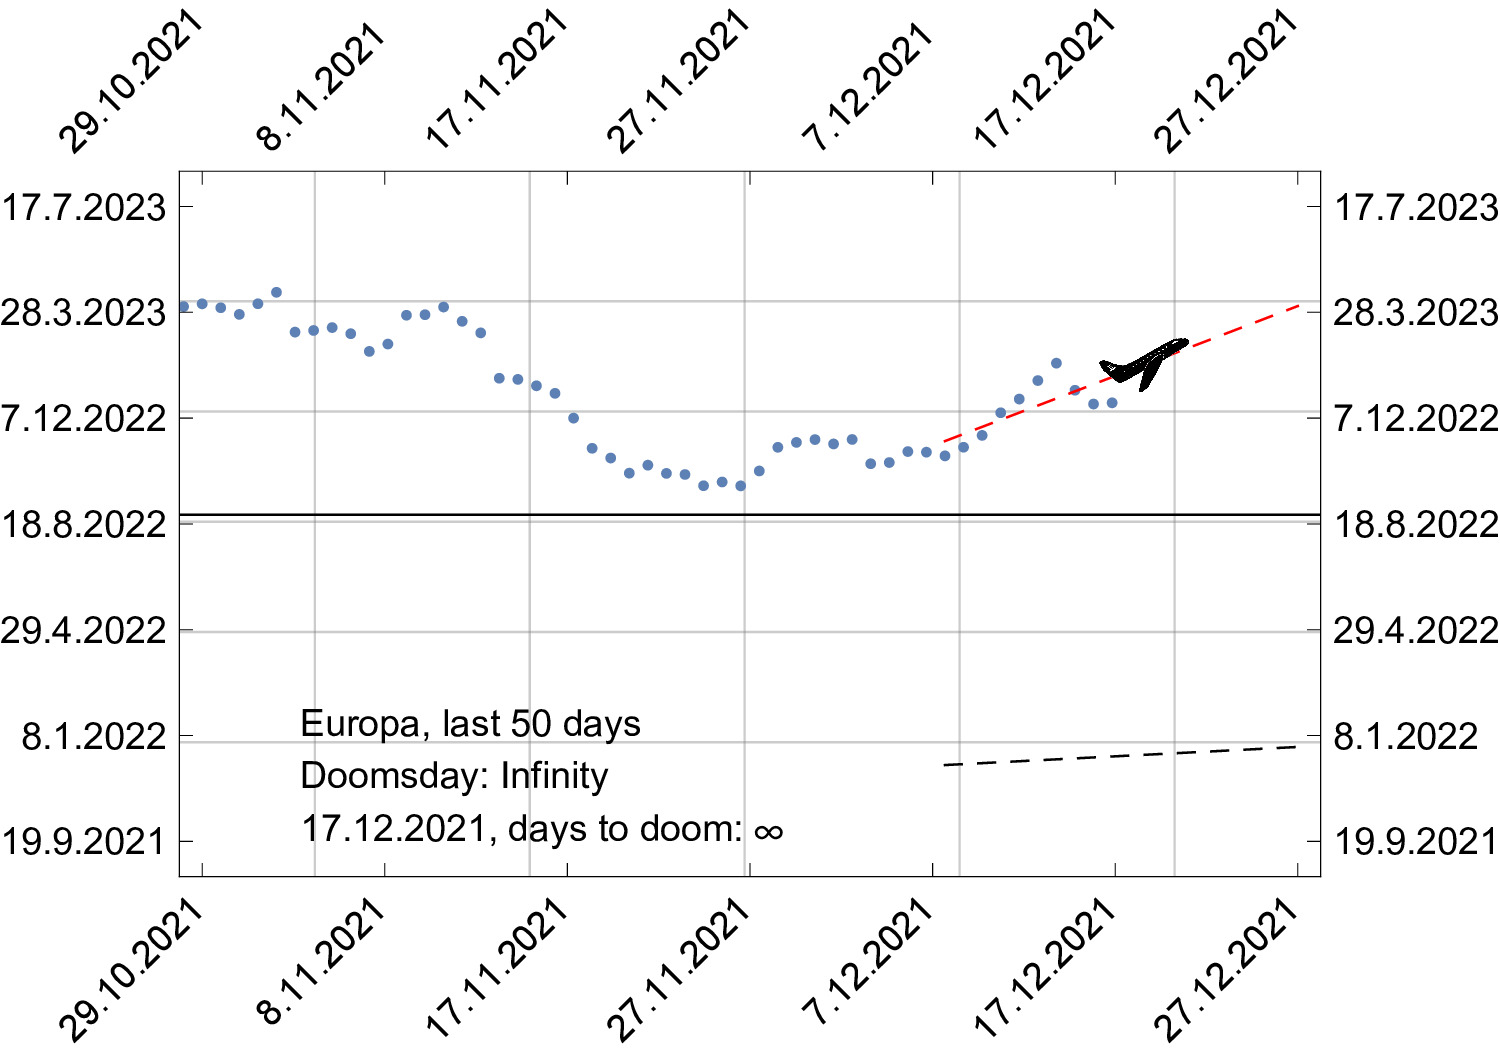 29.10.2021 8.11.2021 17.11.2021 27.11.2021 7.12.2021 17.12.2021 27.12.2021
17.7.2023 17.7.2023
28.3.2023 28.3.2023
7.12.2022 7.12.2022
18.8.2022 18.8.2022
29.4.2022 29.4.2022
Europa, last 50 days
8.1.2022 8.1.2022
Doomsday: Infinity
17.12.2021, days to doom: ∞
19.9.2021 19.9.2021
29.10.2021 8.11.2021 17.11.2021 27.11.2021 7.12.2021 17.12.2021 27.12.2021